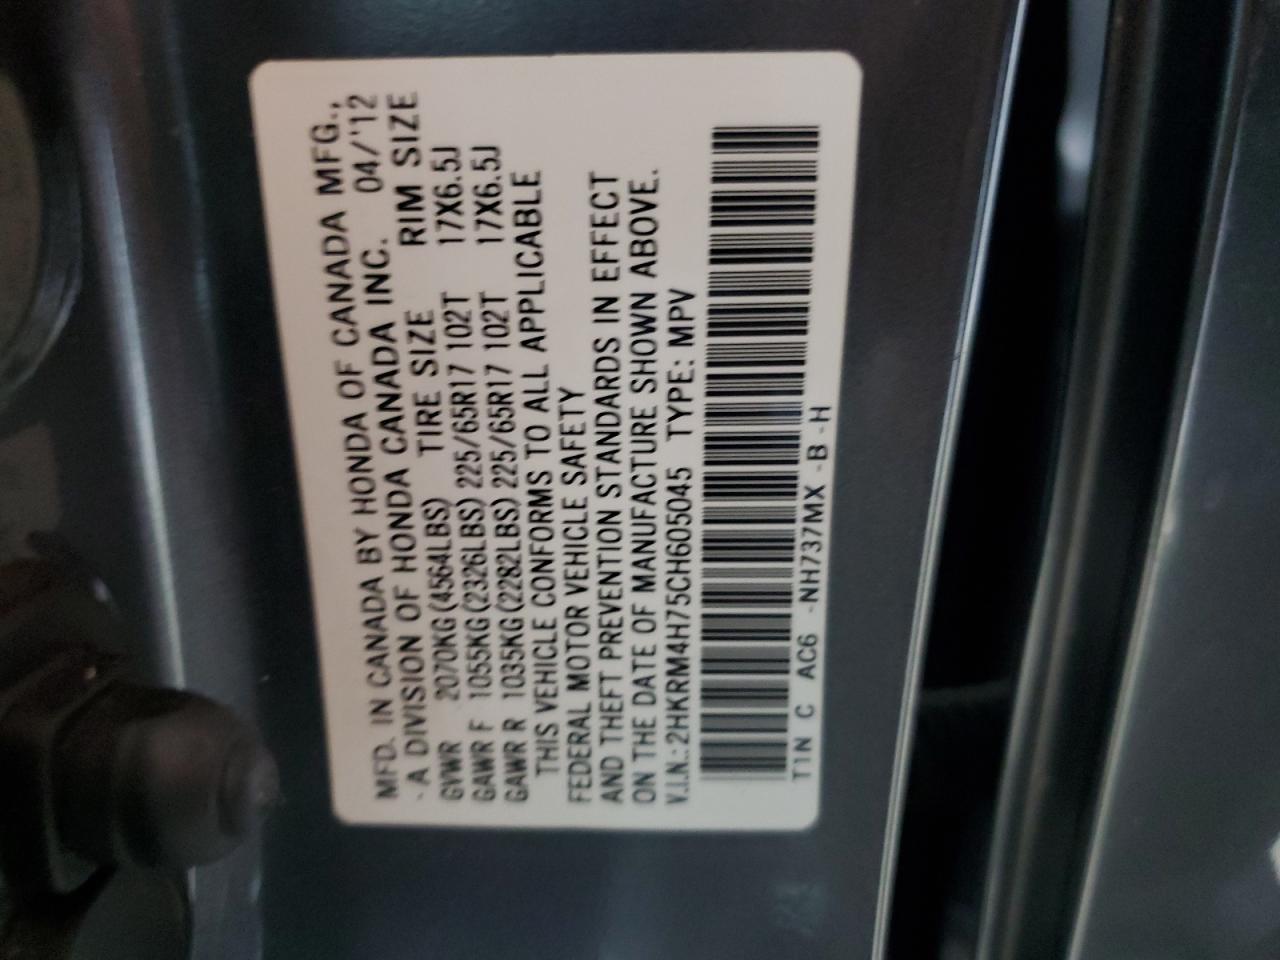 MFD. IN CANADA BY HONDA OF CANADA MFG.,
- A DIVISION OF HONDA CANADA INC. 04/'12
GVWR 2070KG(4564LBS) TIRE SIZE RIM SIZE
GAWR F 1055KG(2326LBS) 225/65R17 102T 17X6.5J
GAWR R 1035KG(2282LBS) 225/65R17 102T 17X6.5J
THIS VEHICLE CONFORMS TO ALL APPLICABLE
FEDERAL MOTOR VEHICLE SAFETY
AND THEFT PREVENTION STANDARDS IN EFFECT
ON THE DATE OF MANUFACTURE SHOWN ABOVE.
V.I.N.:2HKRM4H75CH605045 TYPE: MPV
T1N C AC6 -NH737MX -B -H